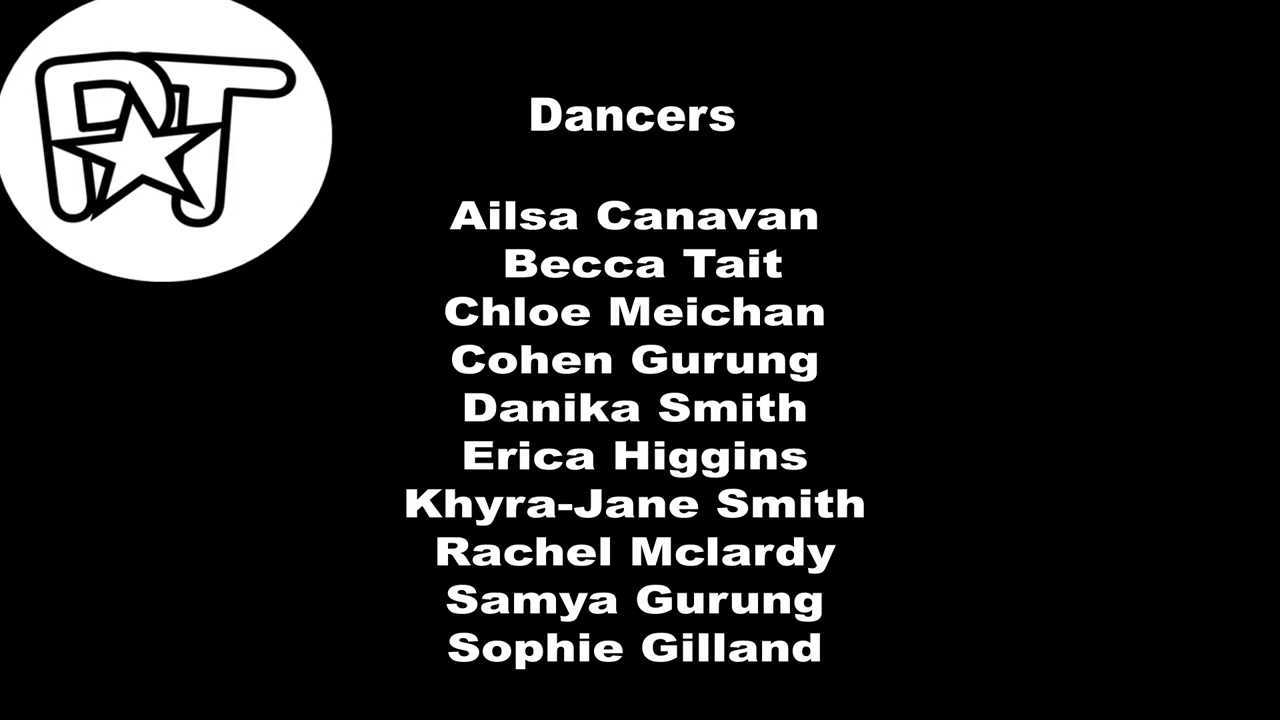 PJT
Dancers
Ailsa Canavan
Becca Tait
Chloe Meichan
Cohen Gurung
Danika Smith
Erica Higgins
Khyra-Jane Smith
Rachel Mclardy
Samya Gurung
Sophie Gilland